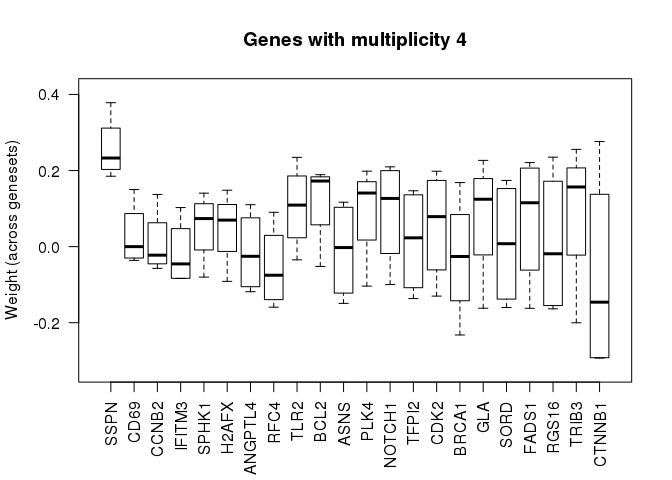 Genes with multiplicity 4
Weight (across genesets)
0.4
0.2
0.0
-0.2
SSPN
CD69
CCNB2
IFITM3
SPHK1
H2AFX
ANGPTL4
RFC4
TLR2
BCL2
ASNS
PLK4
NOTCH1
TFPI2
CDK2
BRCA1
GLA
SORD
FADS1
RGS16
TRIB3
CTNNB1